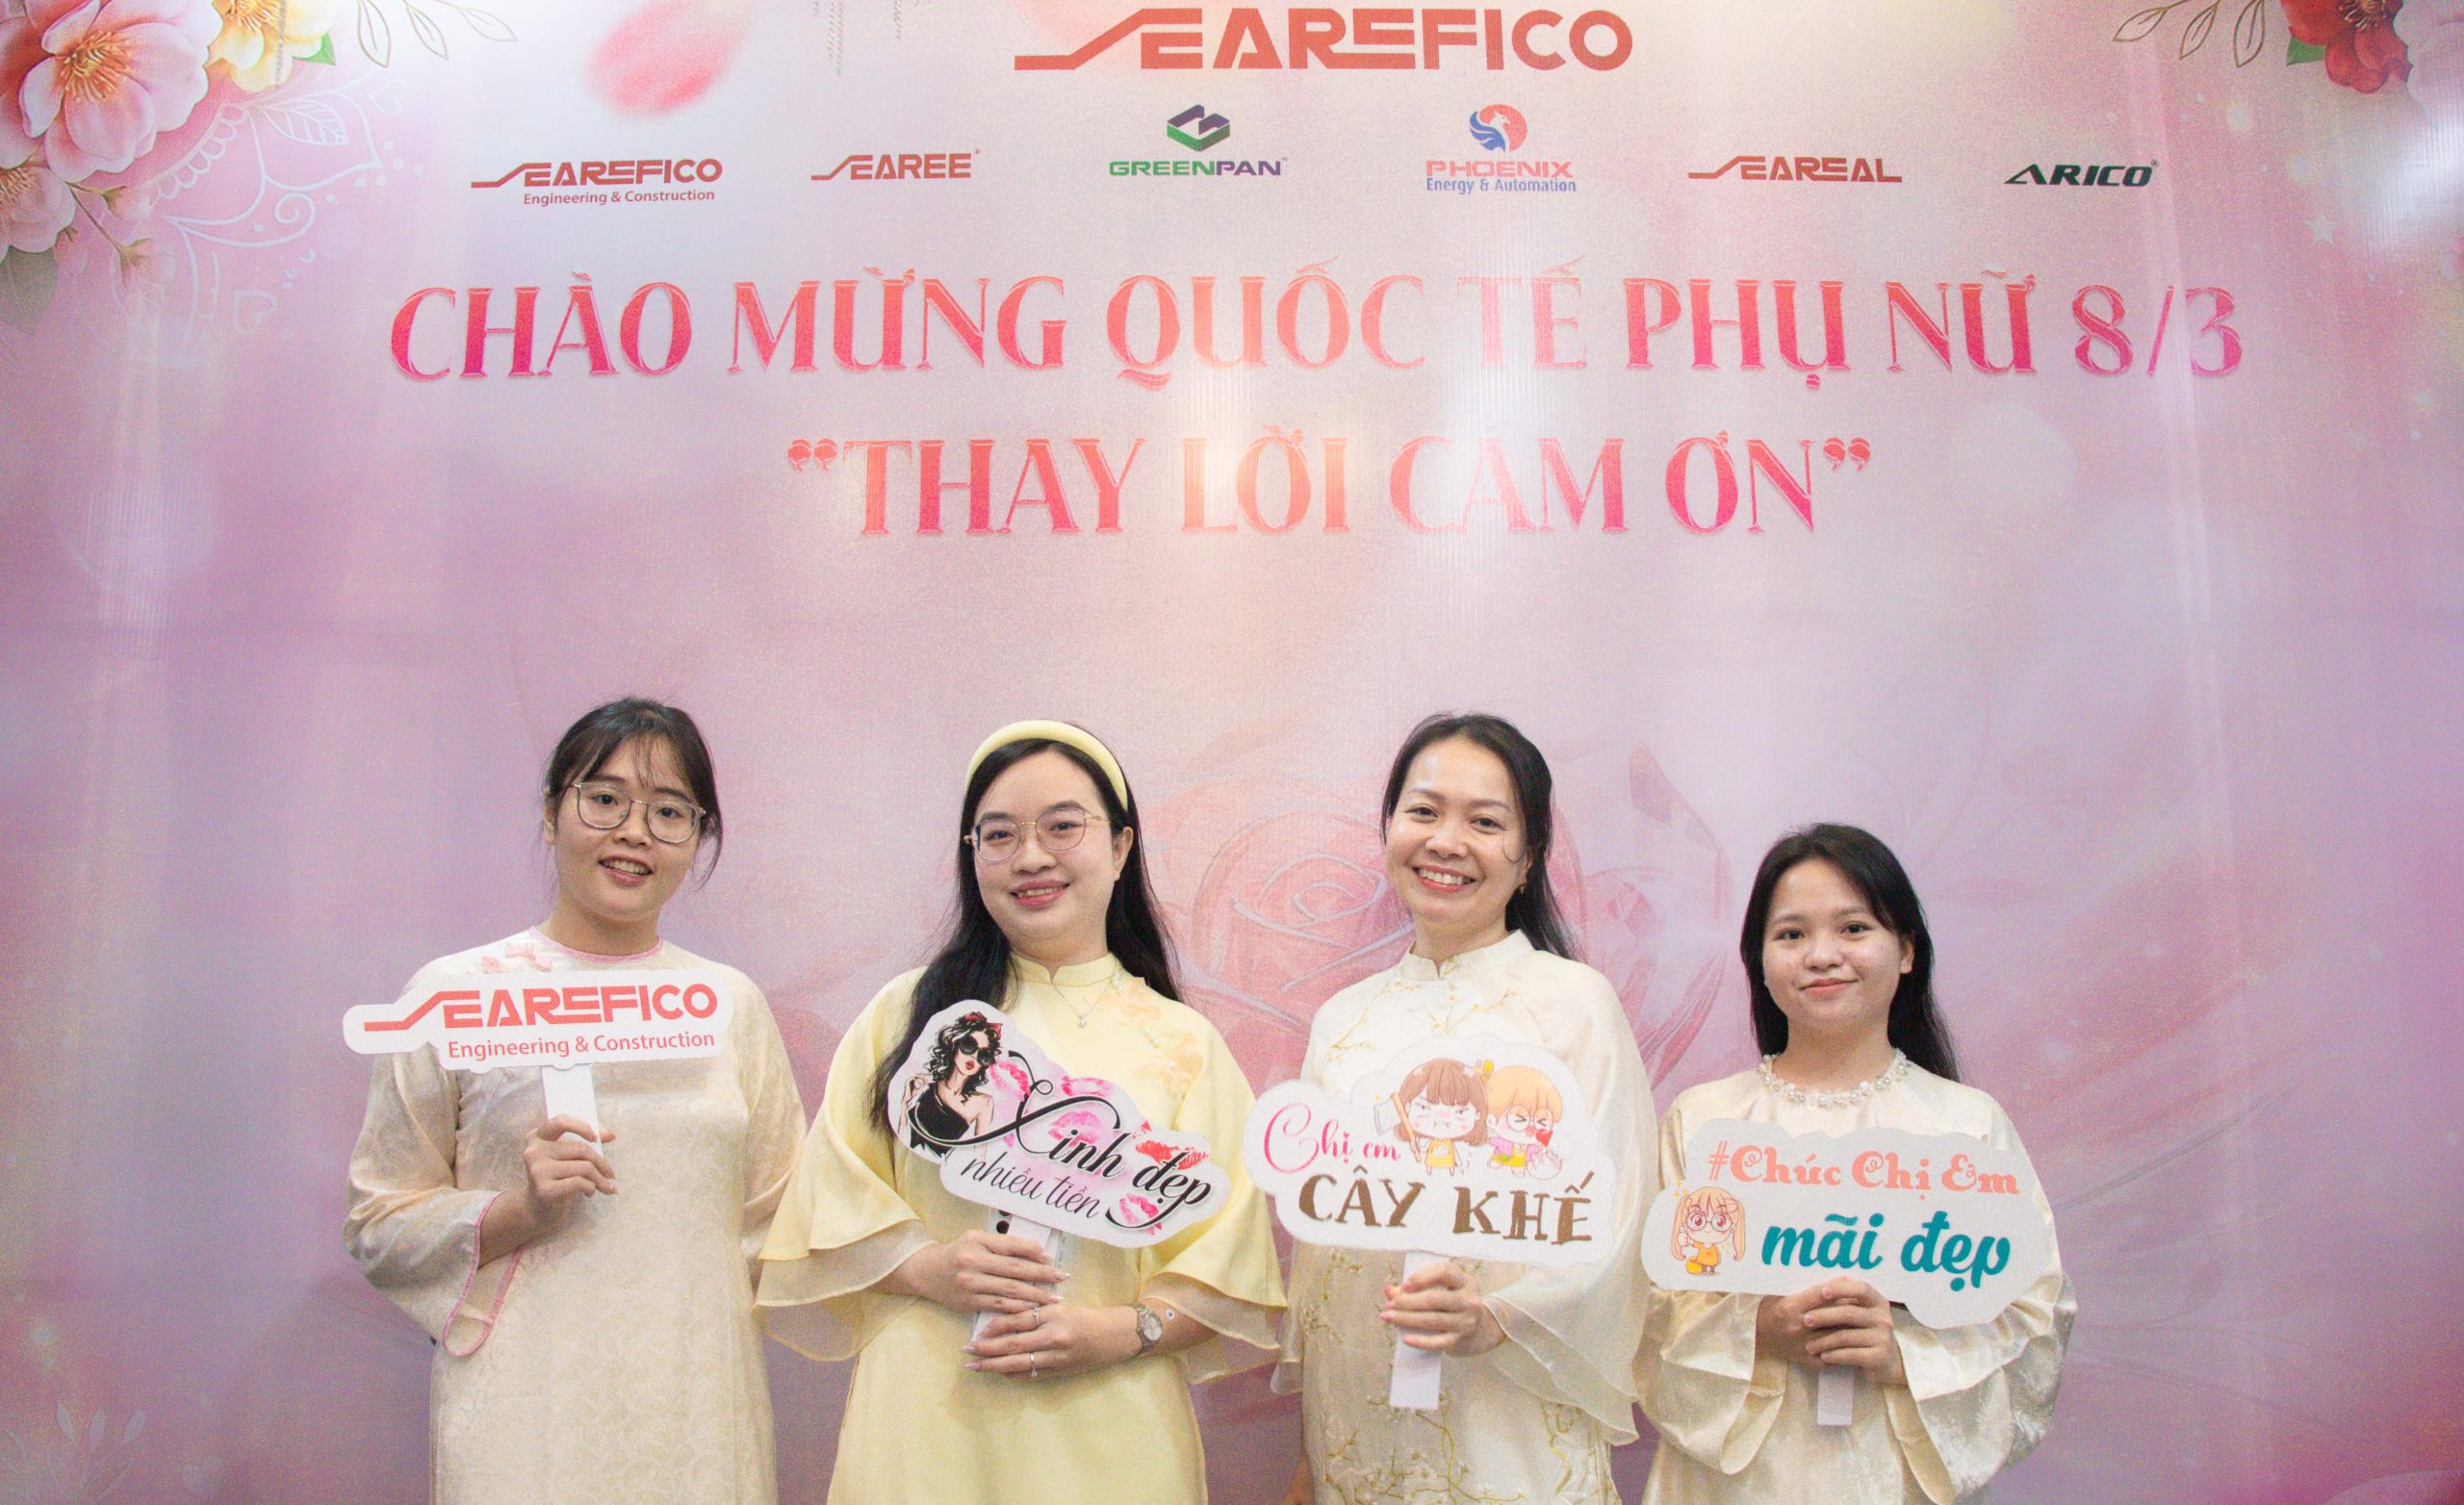 SEAREFICO
SEAREFICO
Engineering & Construction
SEAREE®
GREENPAN
PHOENIX
Energy & Automation
SEAREAL
ARICO®
CHÀO MỪNG QUỐC TẾ PHỤ NỮ 8/3
"THAY LỜI CẢM ƠN"
SEAREFICO
Engineering & Construction
Xinh đẹp
nhiều tiền
Chị em
CÂY KHẾ
#Chúc Chị Em
mãi đẹp